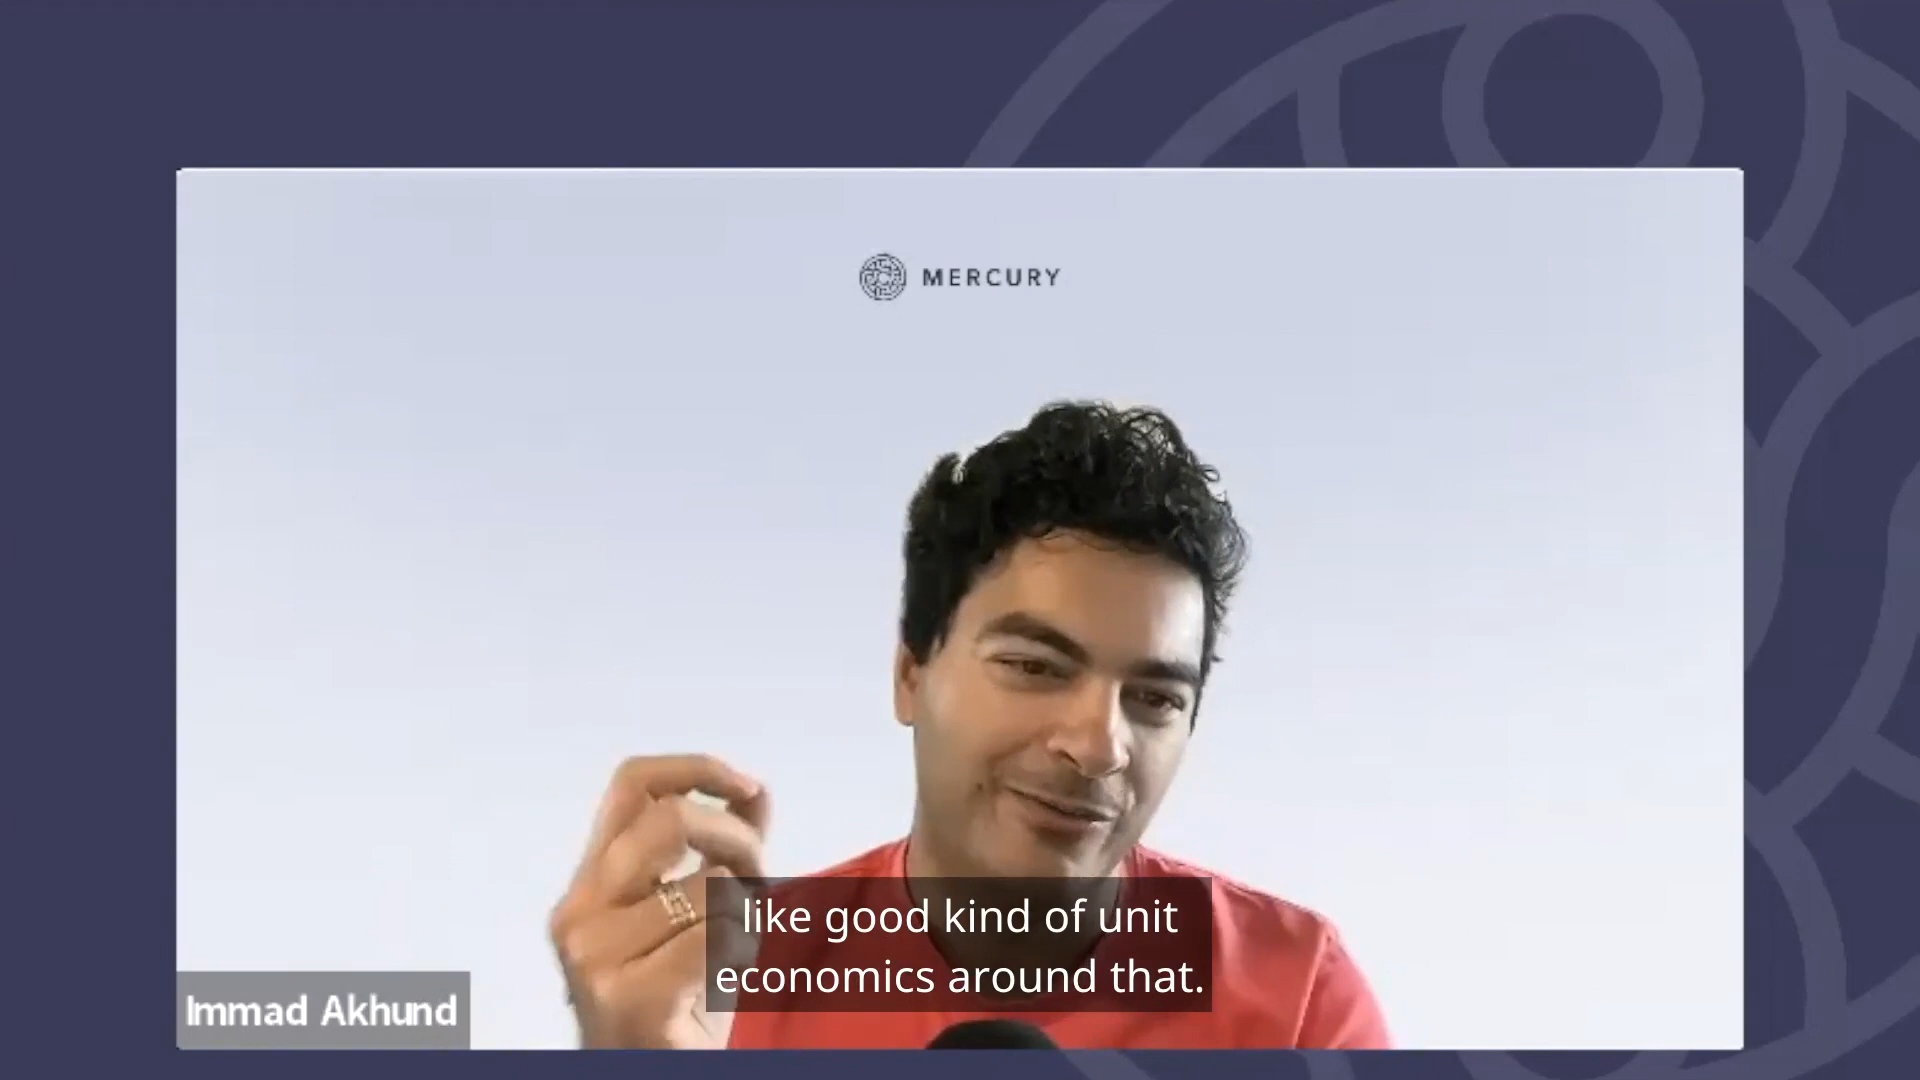 MERCURY
like good kind of unit
economics around that.
Immad Akhund